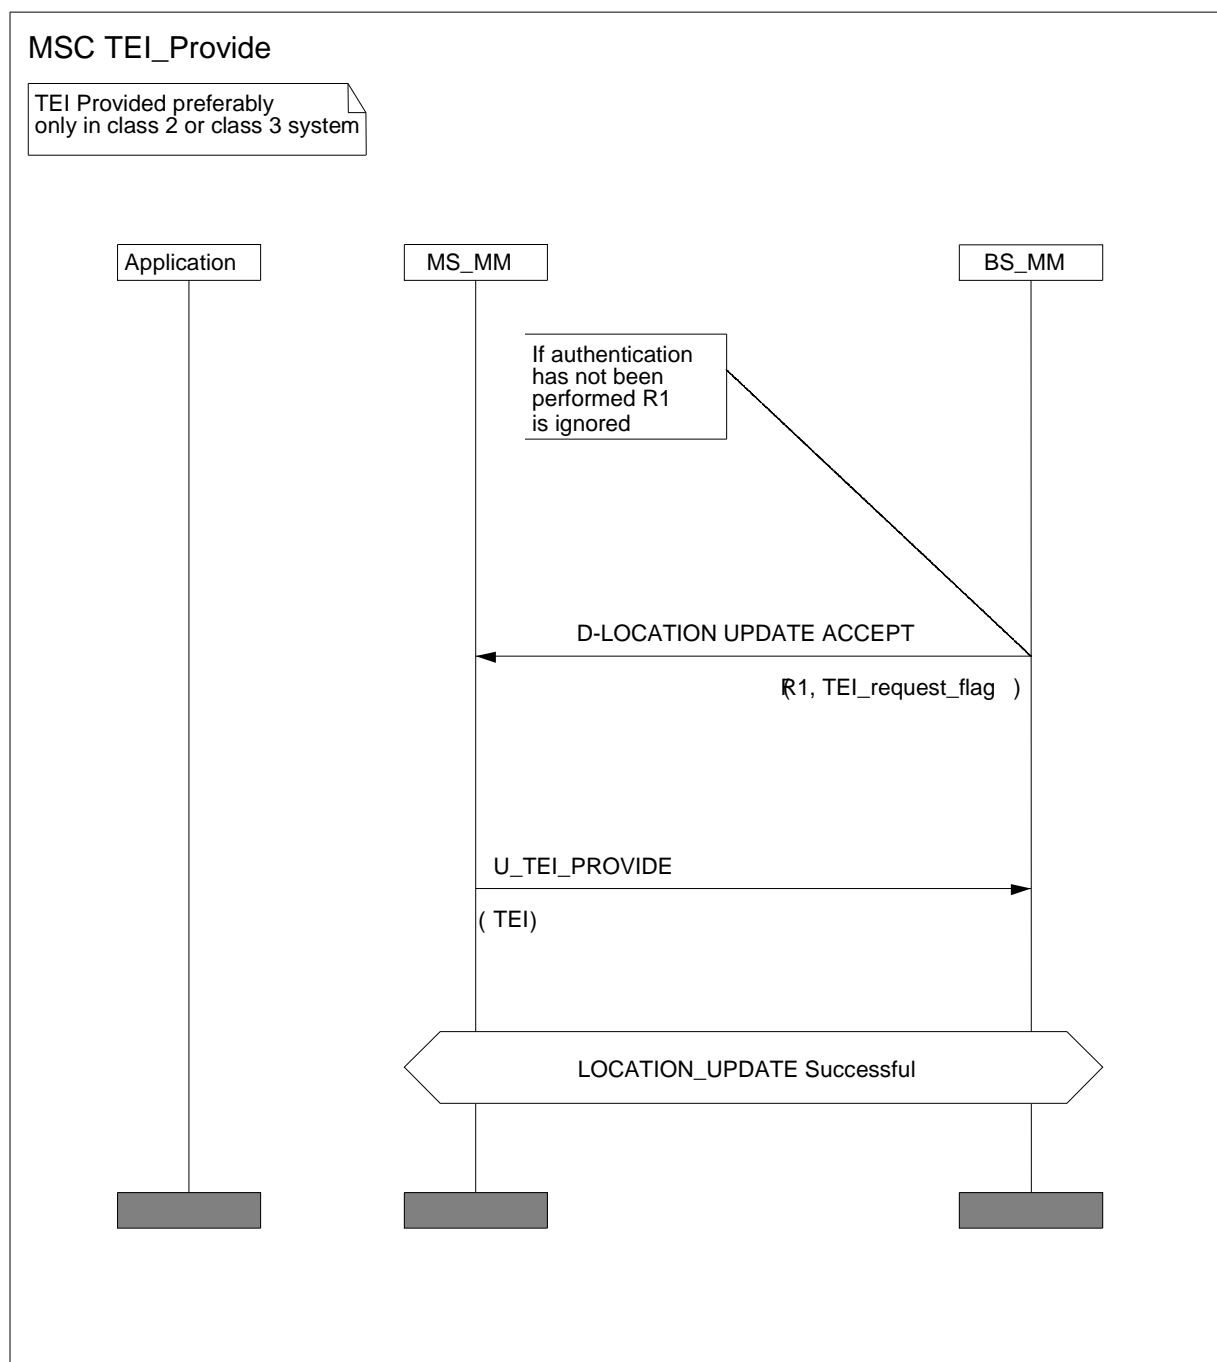 MSC TEI_Provide
TEI Provided preferably
only in class 2 or class 3 system
Application
MS_MM
BS_MM
If authentication
has not been
performed R1
is ignored
D-LOCATION UPDATE ACCEPT
(R1, TEI_request_flag )
U_TEI_PROVIDE
( TEI)
LOCATION_UPDATE Successful